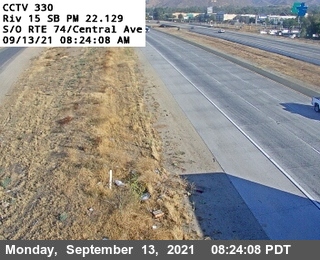 CCTV 330
Riv 15 SB PM 22.129
S/O RTE 74/Central Ave
09/13/21 08:24:08 AM
Monday, September 13, 2021 08:24:08 PDT